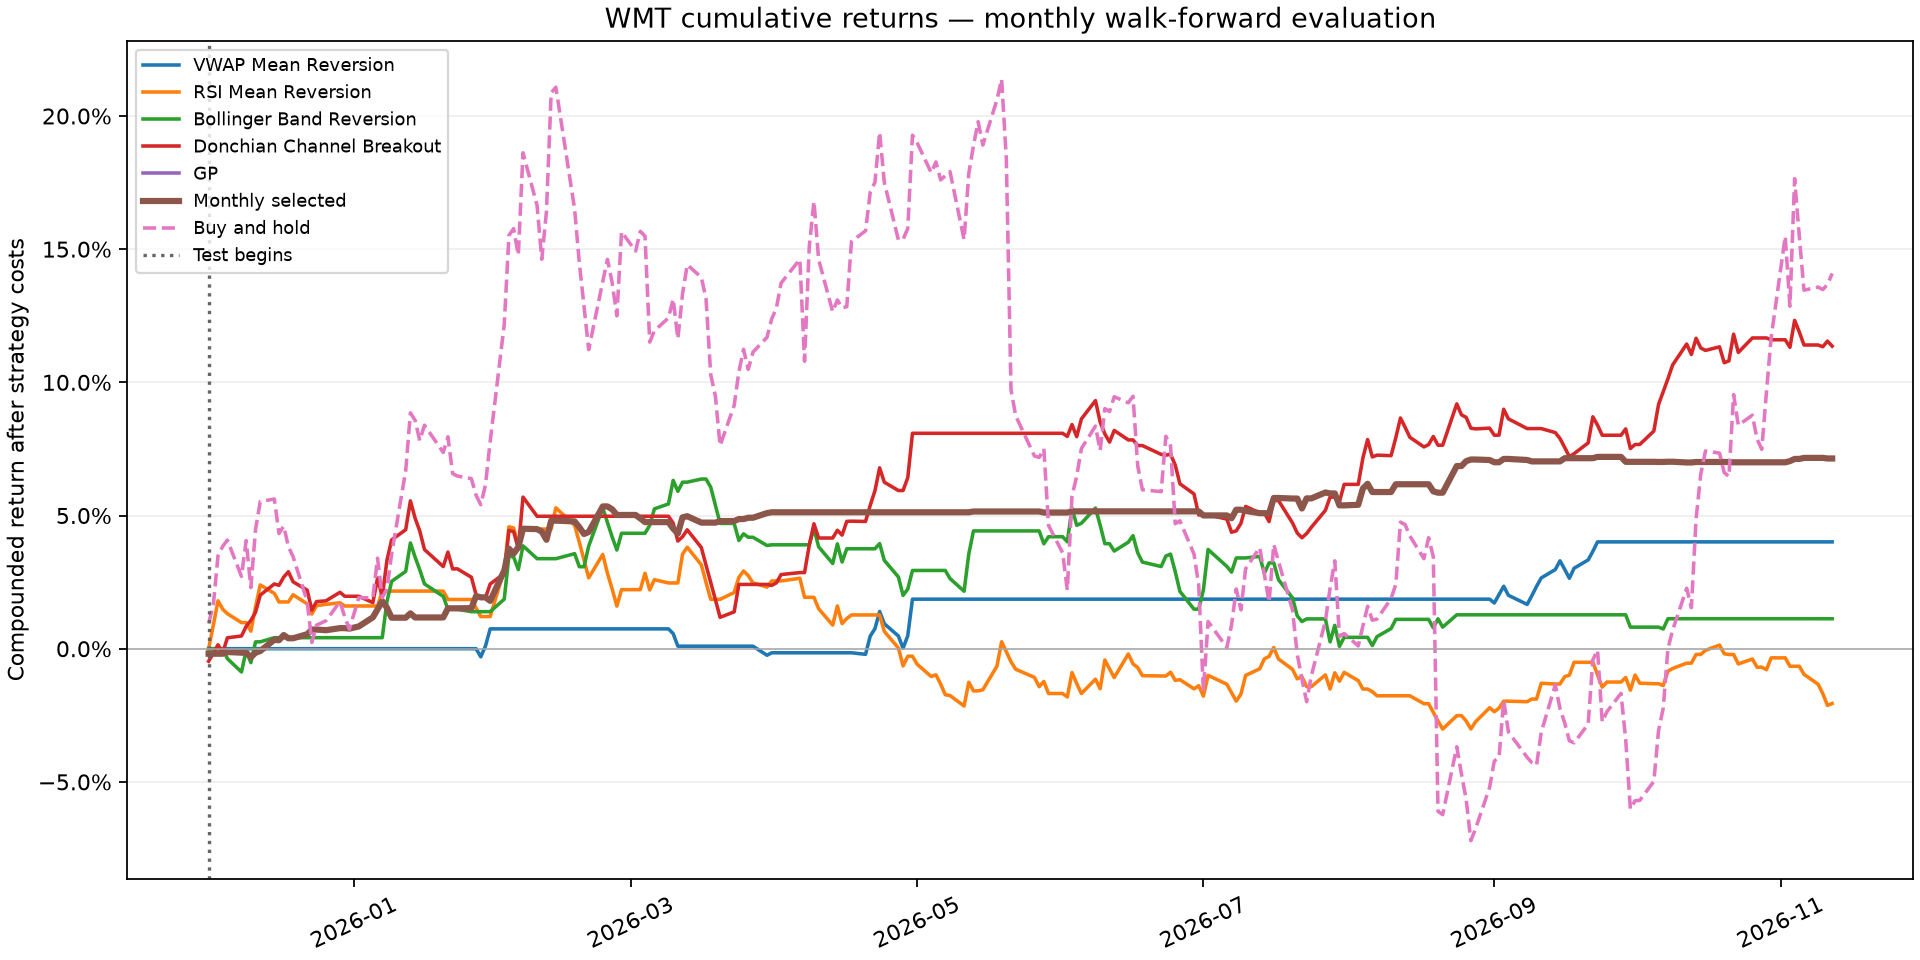 WMT cumulative returns — monthly walk-forward evaluation
VWAP Mean Reversion
RSI Mean Reversion
Bollinger Band Reversion
Donchian Channel Breakout
GP
Monthly selected
Buy and hold
Test begins
Compounded return after strategy costs
20.0%
15.0%
10.0%
5.0%
0.0%
−5.0%
2026-01
2026-03
2026-05
2026-07
2026-09
2026-11